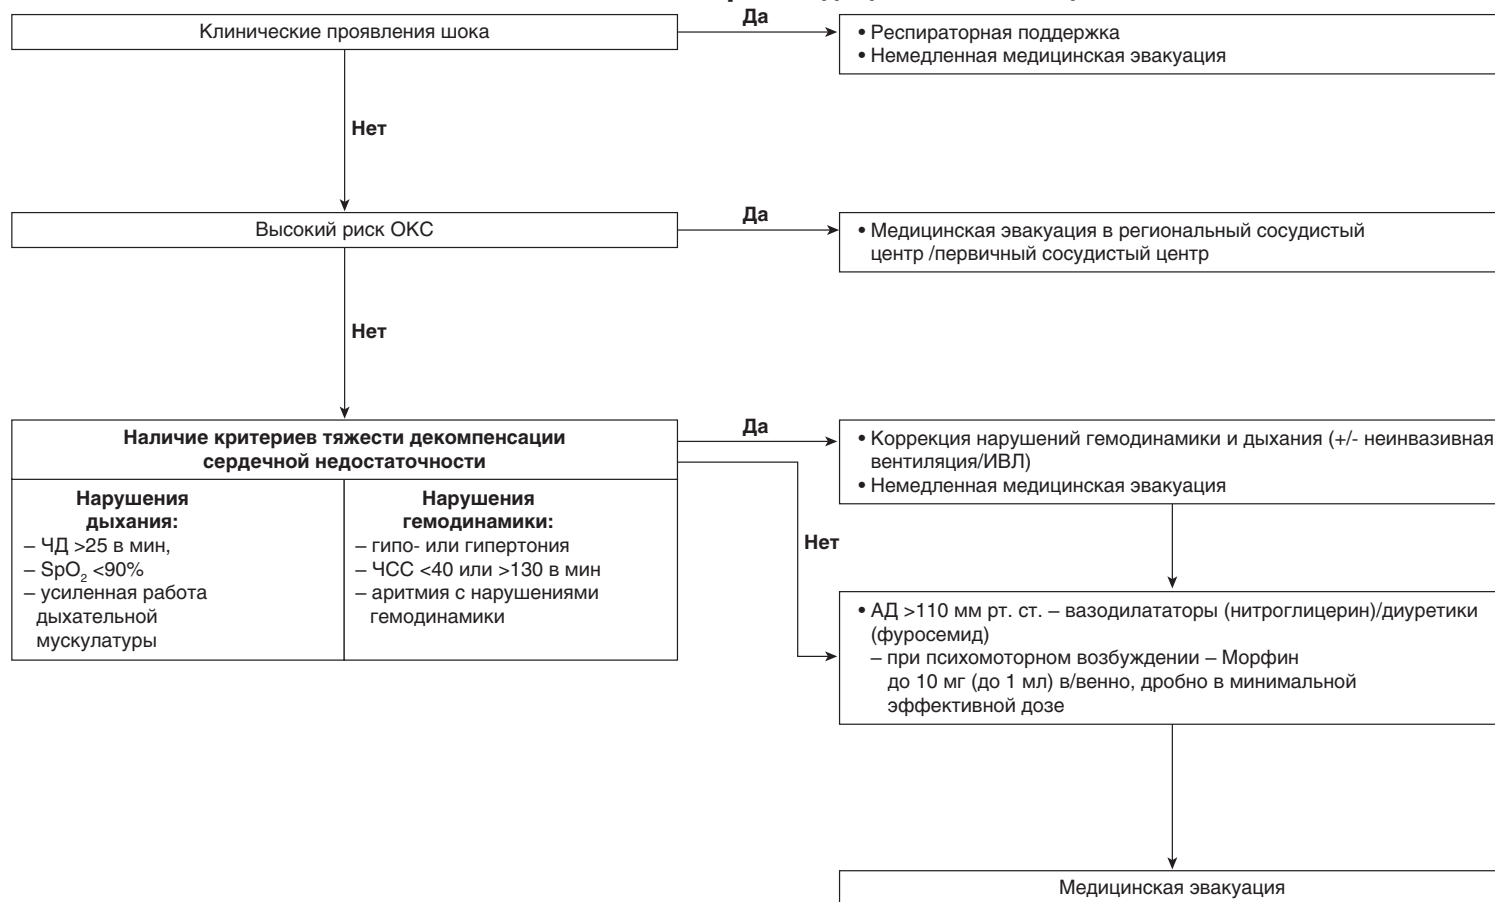 Клинические проявления шока
Да
• Респираторная поддержка
• Немедленная медицинская эвакуация
Нет
Высокий риск ОКС
Да
• Медицинская эвакуация в региональный сосудистый
центр /первичный сосудистый центр
Нет
Наличие критериев тяжести декомпенсации
сердечной недостаточности
Нарушения
дыхания:
– ЧД >25 в мин,
– SpO₂ <90%
– усиленная работа
дыхательной
мускулатуры
Нарушения
гемодинамики:
– гипо- или гипертония
– ЧСС <40 или >130 в мин
– аритмия с нарушениями
гемодинамики
Да
• Коррекция нарушений гемодинамики и дыхания (+/- неинвазивная
вентиляция/ИВЛ)
• Немедленная медицинская эвакуация
Нет
• АД >110 мм рт. ст. – вазодилататоры (нитроглицерин)/диуретики
(фуросемид)
– при психомоторном возбуждении – Морфин
до 10 мг (до 1 мл) в/венно, дробно в минимальной
эффективной дозе
Медицинская эвакуация